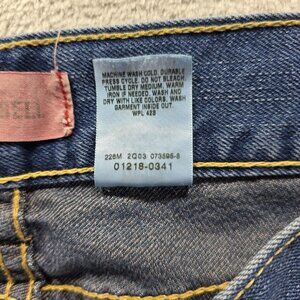 MACHINE WASH COLD, DURABLE
PRESS CYCLE. DO NOT BLEACH.
TUMBLE DRY MEDIUM. WARM
IRON IF NEEDED. WASH AND
DRY WITH LIKE COLORS. WASH
GARMENT INSIDE OUT.
WPL 423
226M 2Q03 073595-8
01218-0341